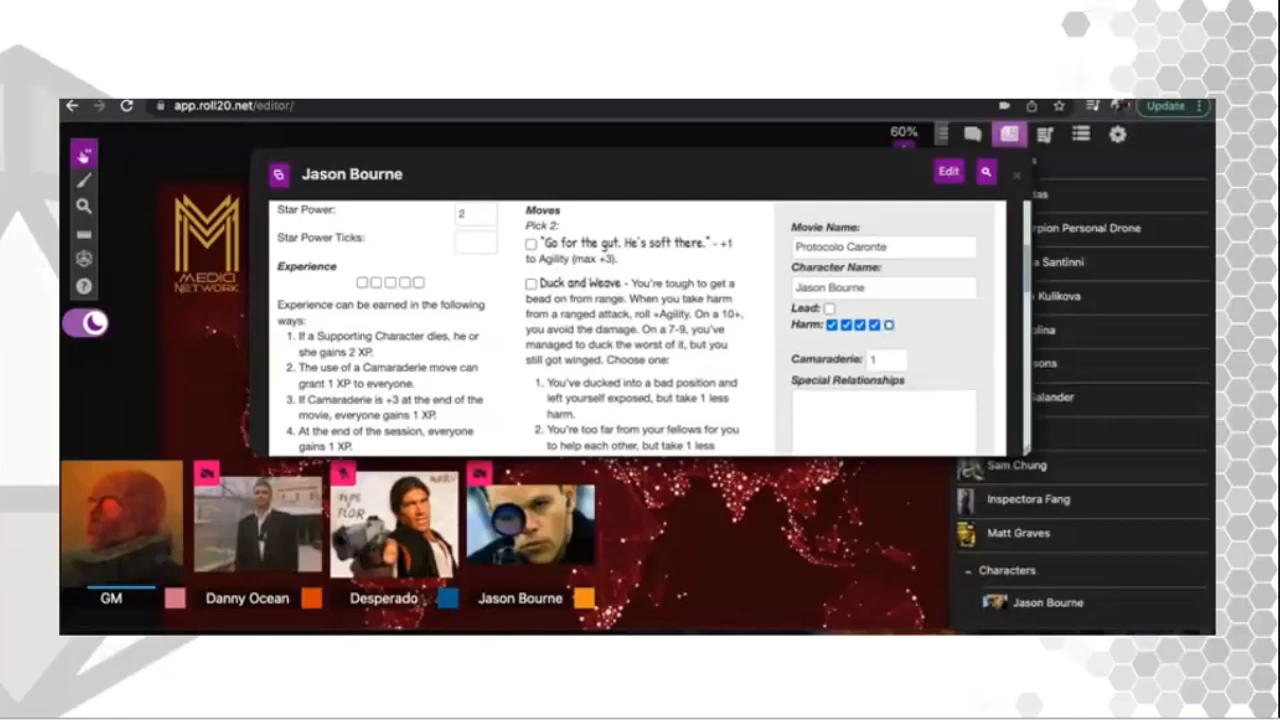 app.roll20.net/editor/
Update
60%
Jason Bourne
Edit
Star Power:
2
Star Power Ticks:
Experience
Experience can be earned in the following
ways:
1. If a Supporting Character dies, he or
she gains 2 XP.
2. The use of a Camaraderie move can
grant 1 XP to everyone.
3. If Camaraderie is +3 at the end of the
movie, everyone gains 1 XP.
4. At the end of the session, everyone
gains 1 XP.
Moves
Pick 2:
"Go for the gut. He's soft there." - +1
to Agility (max +3).
Duck and Weave - You're tough to get a
bead on from range. When you take harm
from a ranged attack, roll +Agility. On a 10+,
you avoid the damage. On a 7-9, you've
managed to duck the worst of it, but you
still got winged. Choose one:
1. You've ducked into a bad position and
left yourself exposed, but take 1 less
harm.
2. You're too far from your fellows for you
to help each other, but take 1 less
Movie Name:
Protocolo Caronte
Character Name:
Jason Bourne
Lead:
Harm:
Camaraderie: 1
Special Relationships
rpion Personal Drone
a Santinni
Kulikova
olina
sons
Salander
Sam Chung
Inspectora Fang
Matt Graves
Characters
Jason Bourne
MEDICI
NETWORK
GM
Danny Ocean
Desperado
Jason Bourne